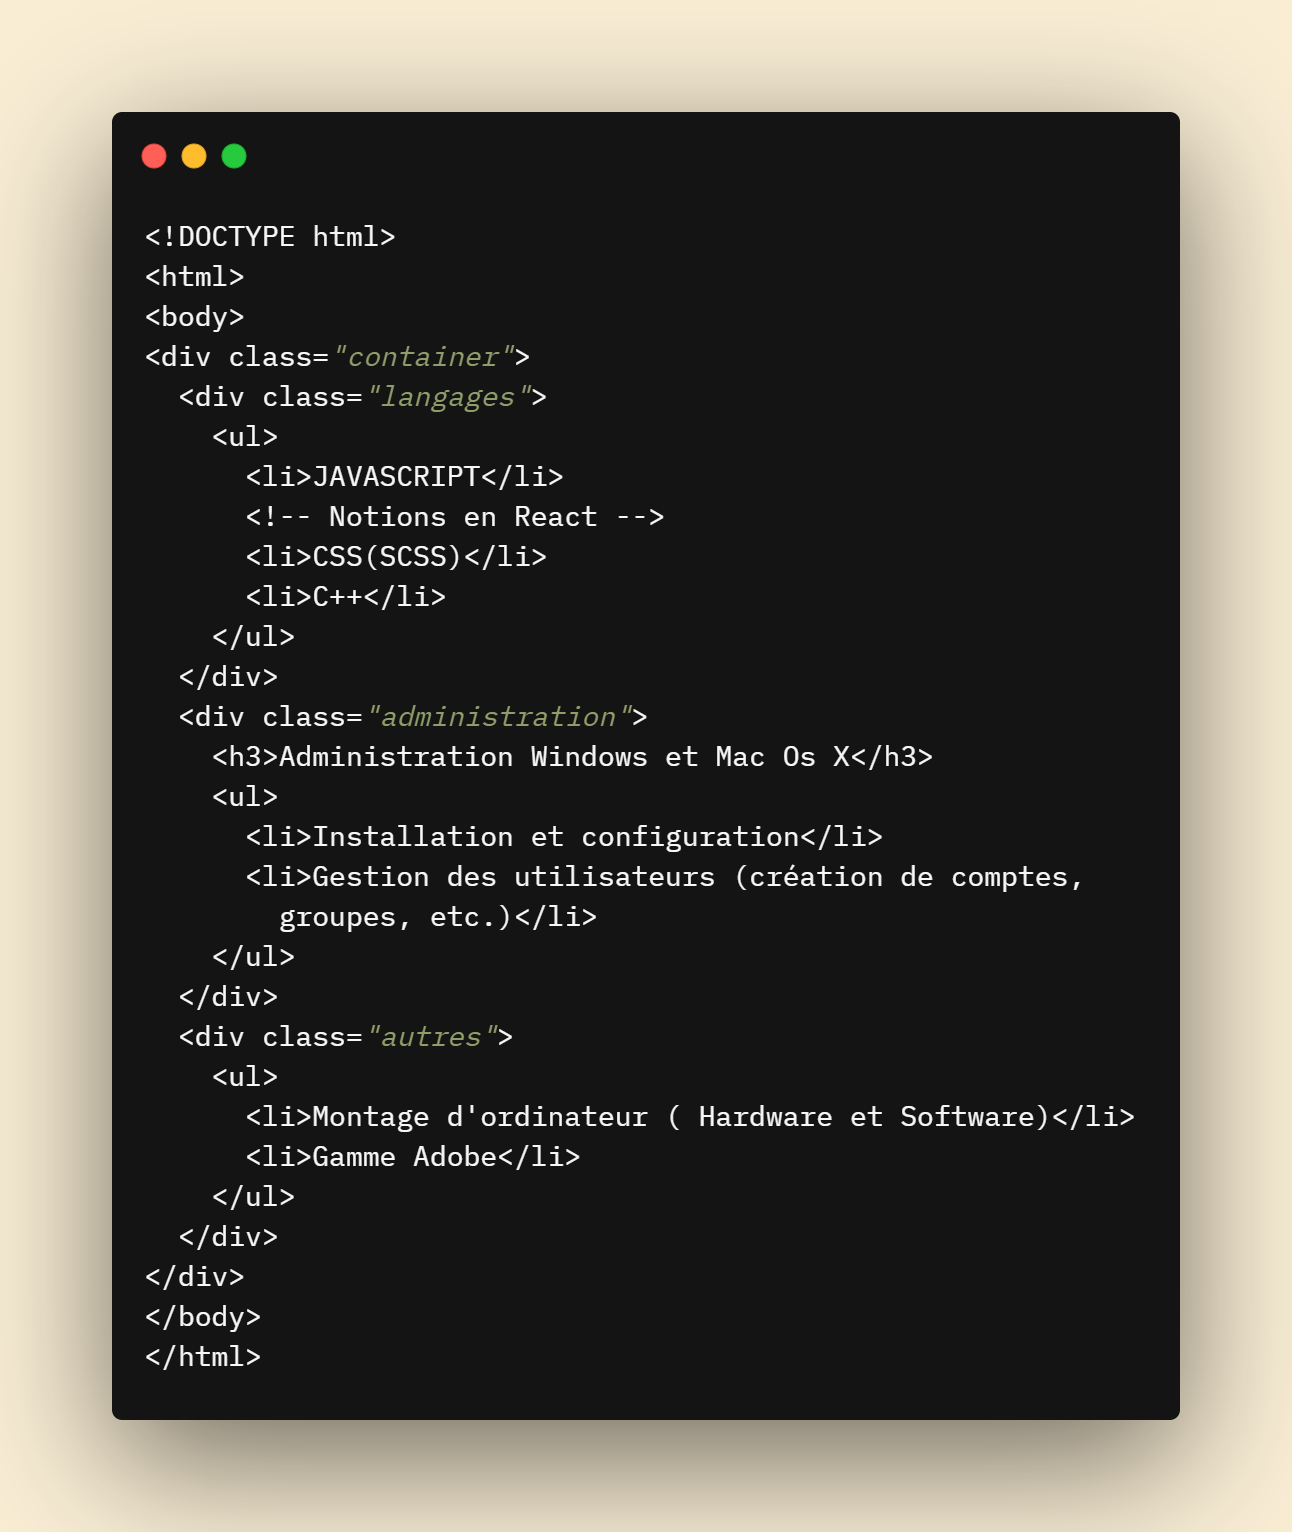 <!DOCTYPE html>
<html>
<body>
<div class="container">
  <div class="langages">
    <ul>
      <li>JAVASCRIPT</li>
      <!-- Notions en React -->
      <li>CSS(SCSS)</li>
      <li>C++</li>
    </ul>
  </div>
  <div class="administration">
    <h3>Administration Windows et Mac Os X</h3>
    <ul>
      <li>Installation et configuration</li>
      <li>Gestion des utilisateurs (création de comptes,
        groupes, etc.)</li>
    </ul>
  </div>
  <div class="autres">
    <ul>
      <li>Montage d'ordinateur ( Hardware et Software)</li>
      <li>Gamme Adobe</li>
    </ul>
  </div>
</div>
</body>
</html>